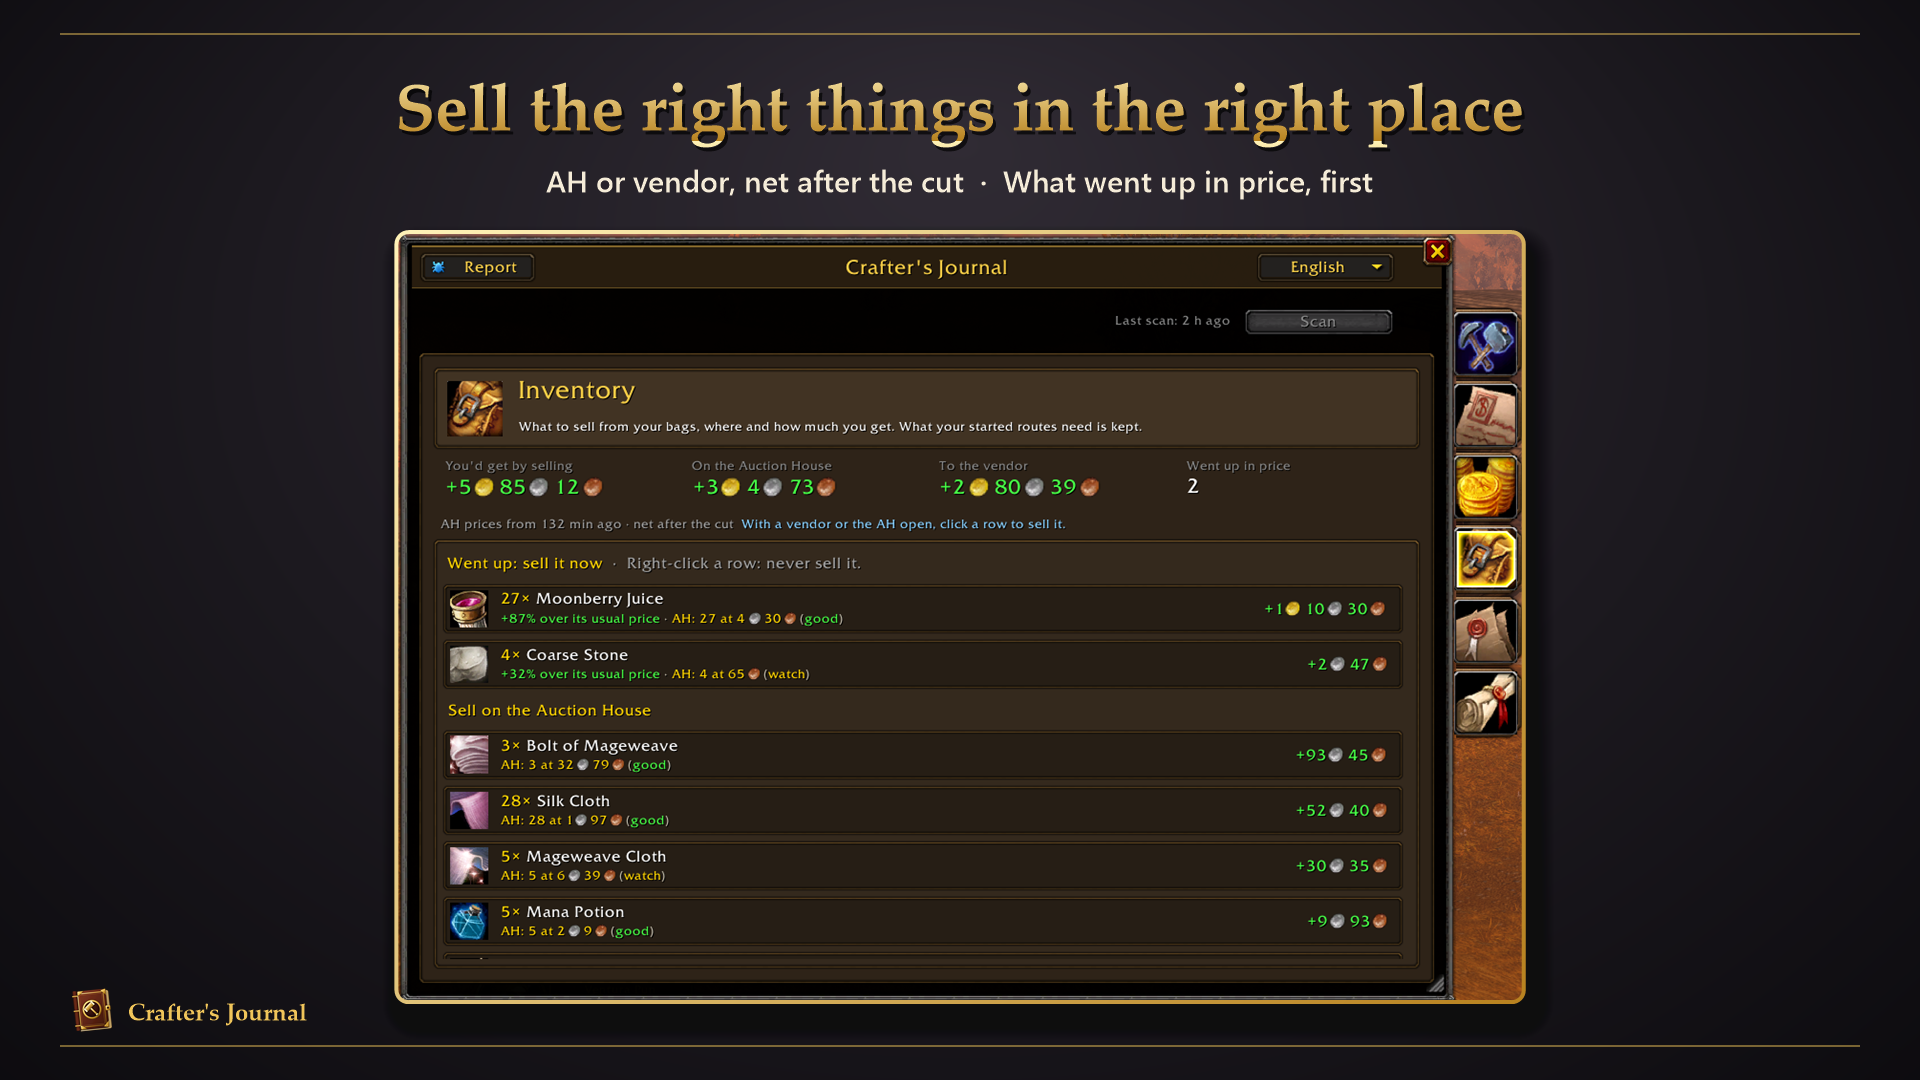 Sell the right things in the right place
AH or vendor, net after the cut · What went up in price, first
Report
Crafter's Journal
English
Last scan: 2 h ago
Scan
Inventory
What to sell from your bags, where and how much you get. What your started routes need is kept.
You'd get by selling
+5 85 12
On the Auction House
+3 4 73
To the vendor
+2 80 39
Went up in price
2
AH prices from 132 min ago · net after the cut With a vendor or the AH open, click a row to sell it.
Went up: sell it now · Right-click a row: never sell it.
27× Moonberry Juice
+87% over its usual price · AH: 27 at 4 30 (good)
+1 10 30
4× Coarse Stone
+32% over its usual price · AH: 4 at 65 (watch)
+2 47
Sell on the Auction House
3× Bolt of Mageweave
AH: 3 at 32 79 (good)
+93 45
28× Silk Cloth
AH: 28 at 1 97 (good)
+52 40
5× Mageweave Cloth
AH: 5 at 6 39 (watch)
+30 35
5× Mana Potion
AH: 5 at 2 9 (good)
+9 93
Crafter's Journal